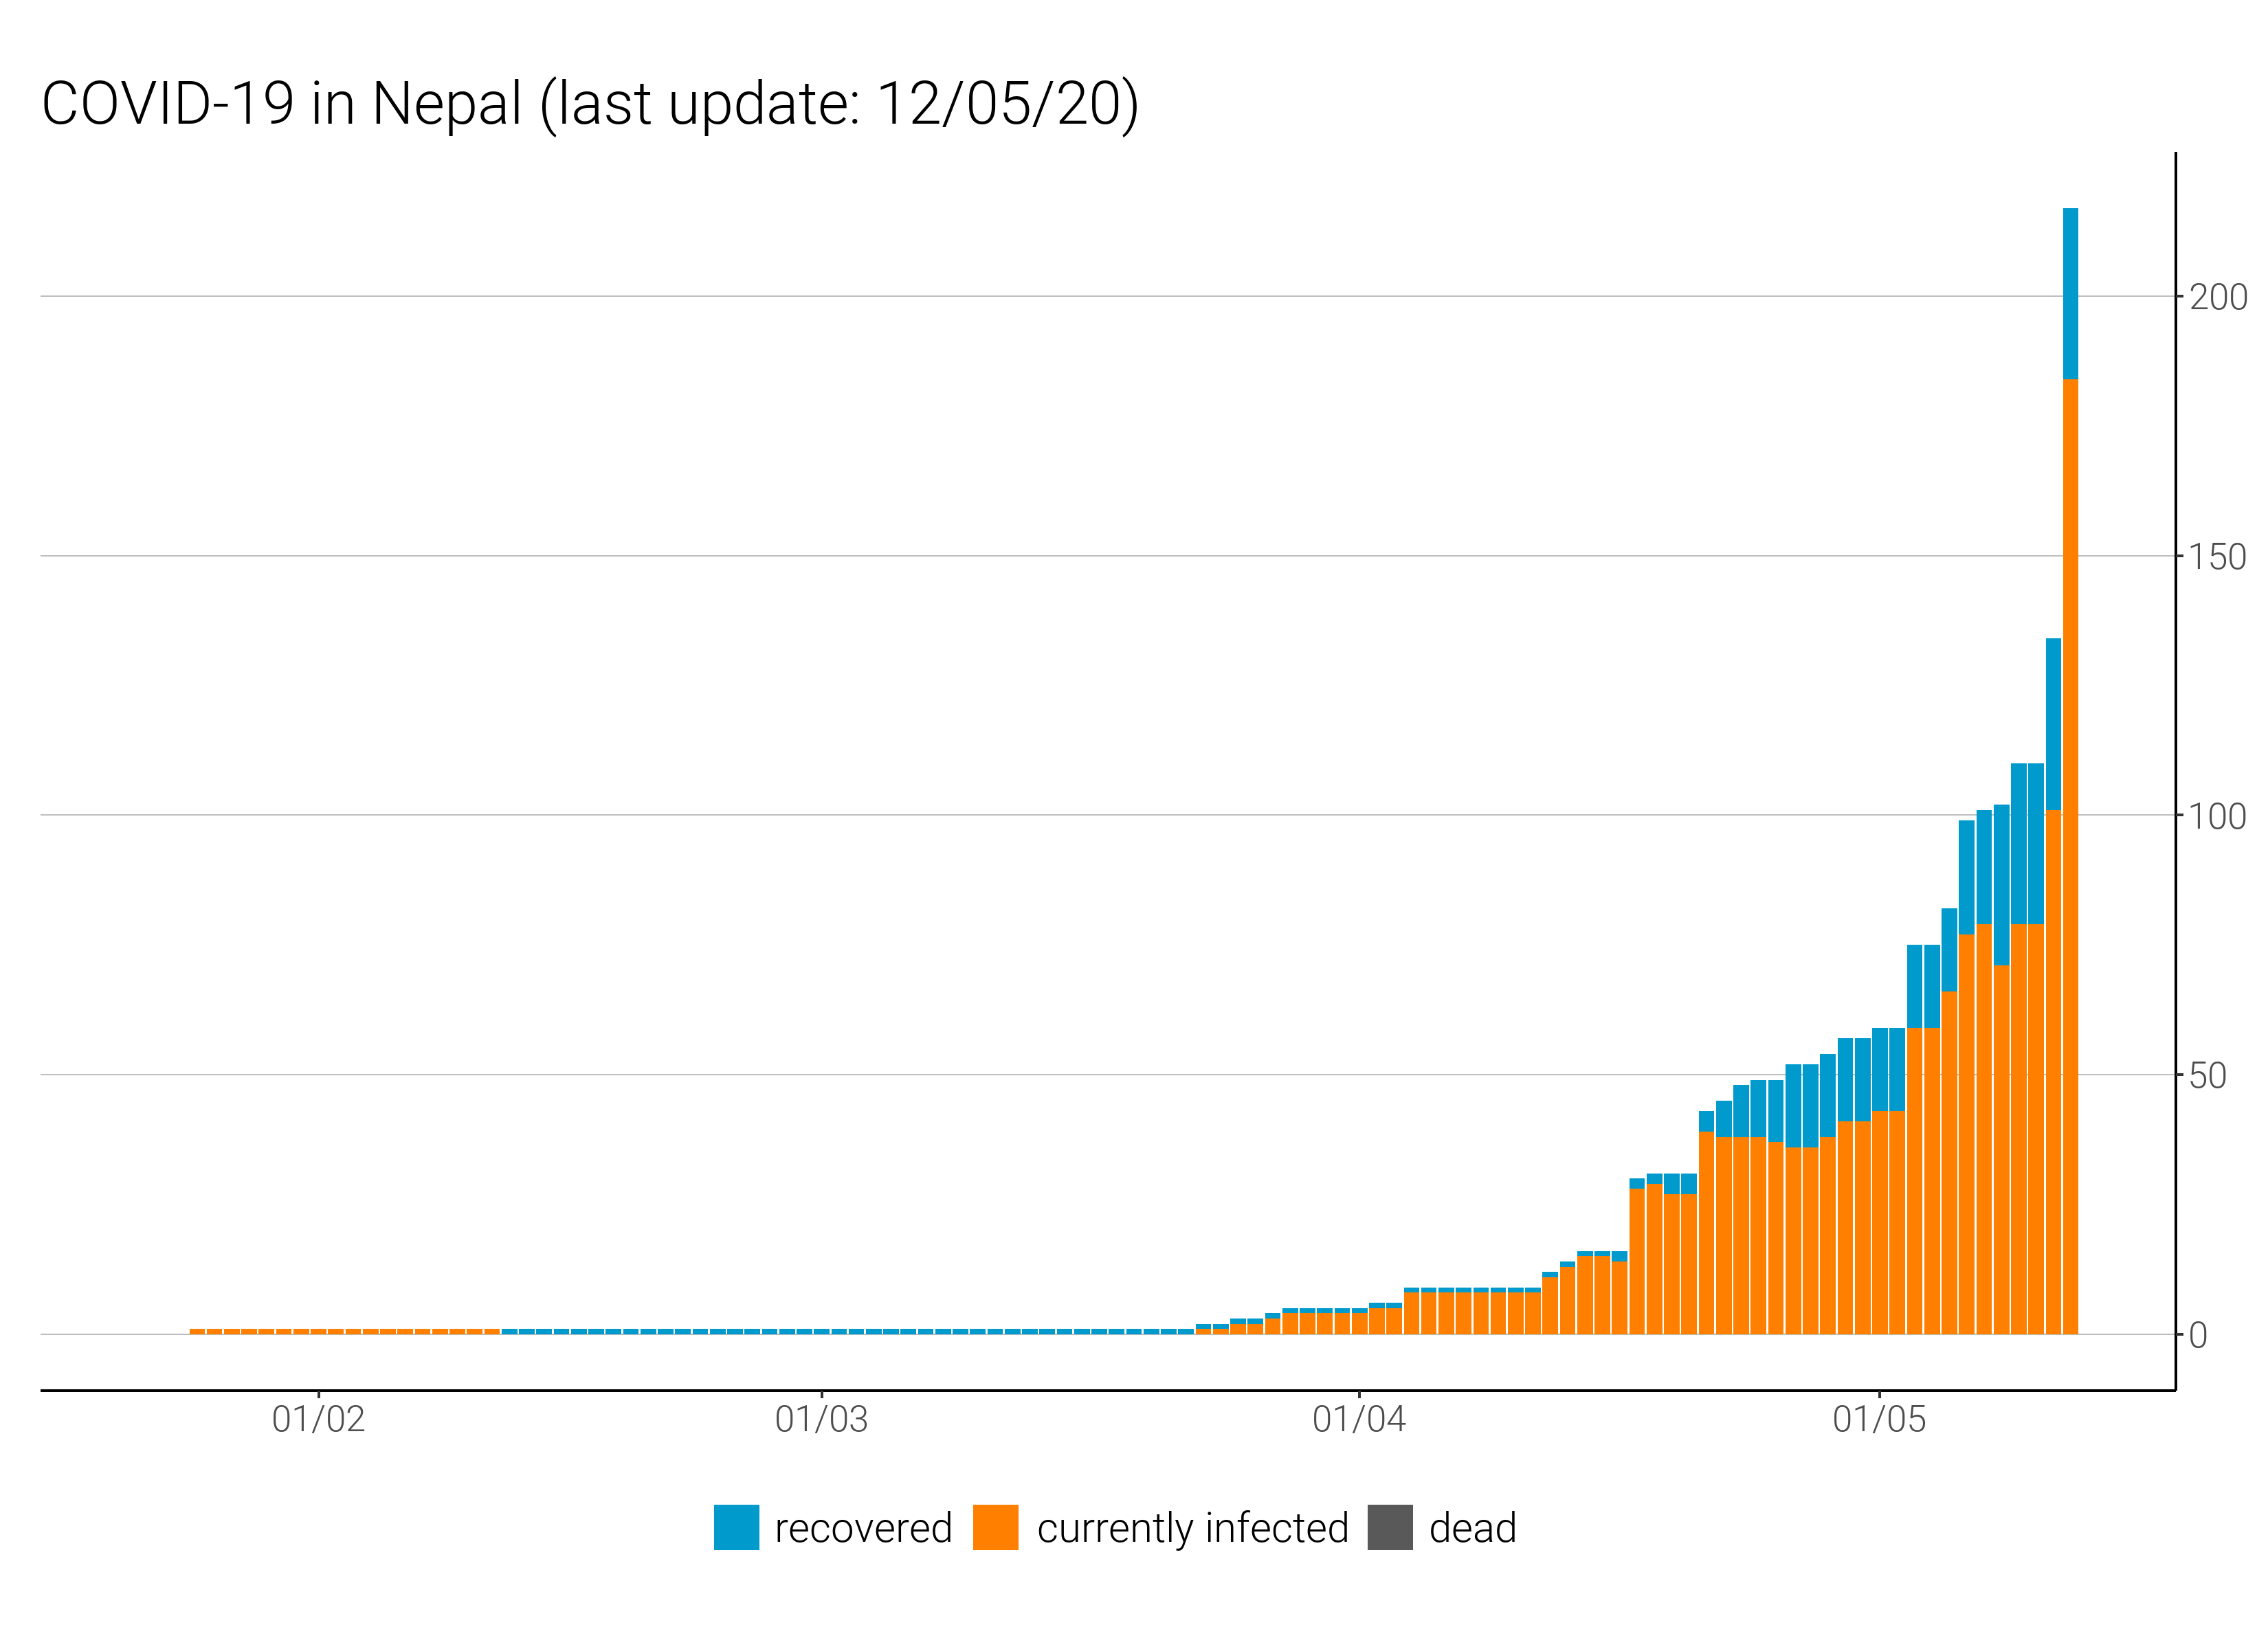 COVID-19 in Nepal (last update: 12/05/20)
200
150
100
50
0
01/02 01/03 01/04 01/05
recovered currently infected dead